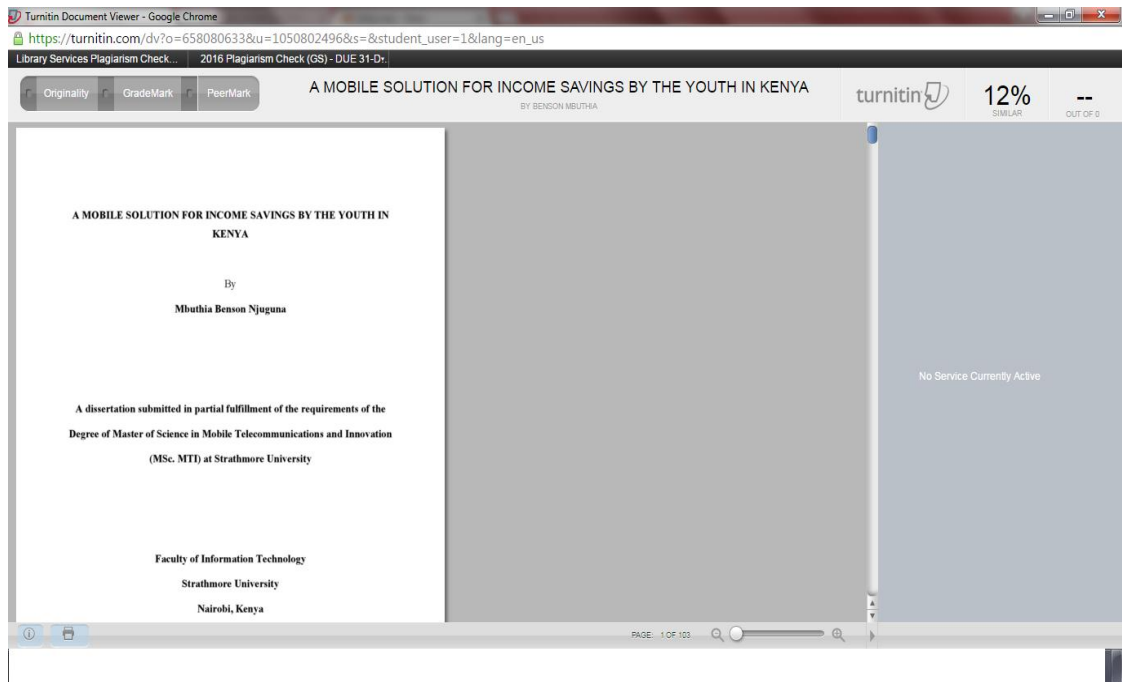 Turnitin Document Viewer - Google Chrome
https://turnitin.com/dv?o=658080633&u=1050802496&s=&student_user=1&lang=en_us
Library Services Plagiarism Check... 2016 Plagiarism Check (GS) - DUE 31-D
Originality GradeMark PeerMark
A MOBILE SOLUTION FOR INCOME SAVINGS BY THE YOUTH IN KENYA
BY BENSON MBUTHIA
turnitin
12%
SIMILAR
--
OUT OF 0
A MOBILE SOLUTION FOR INCOME SAVINGS BY THE YOUTH IN
KENYA
By
Mbuthia Benson Njuguna
A dissertation submitted in partial fulfillment of the requirements of the
Degree of Master of Science in Mobile Telecommunications and Innovation
(MSc. MTI) at Strathmore University
Faculty of Information Technology
Strathmore University
Nairobi, Kenya
No Service Currently Active
PAGE: 1 OF 103